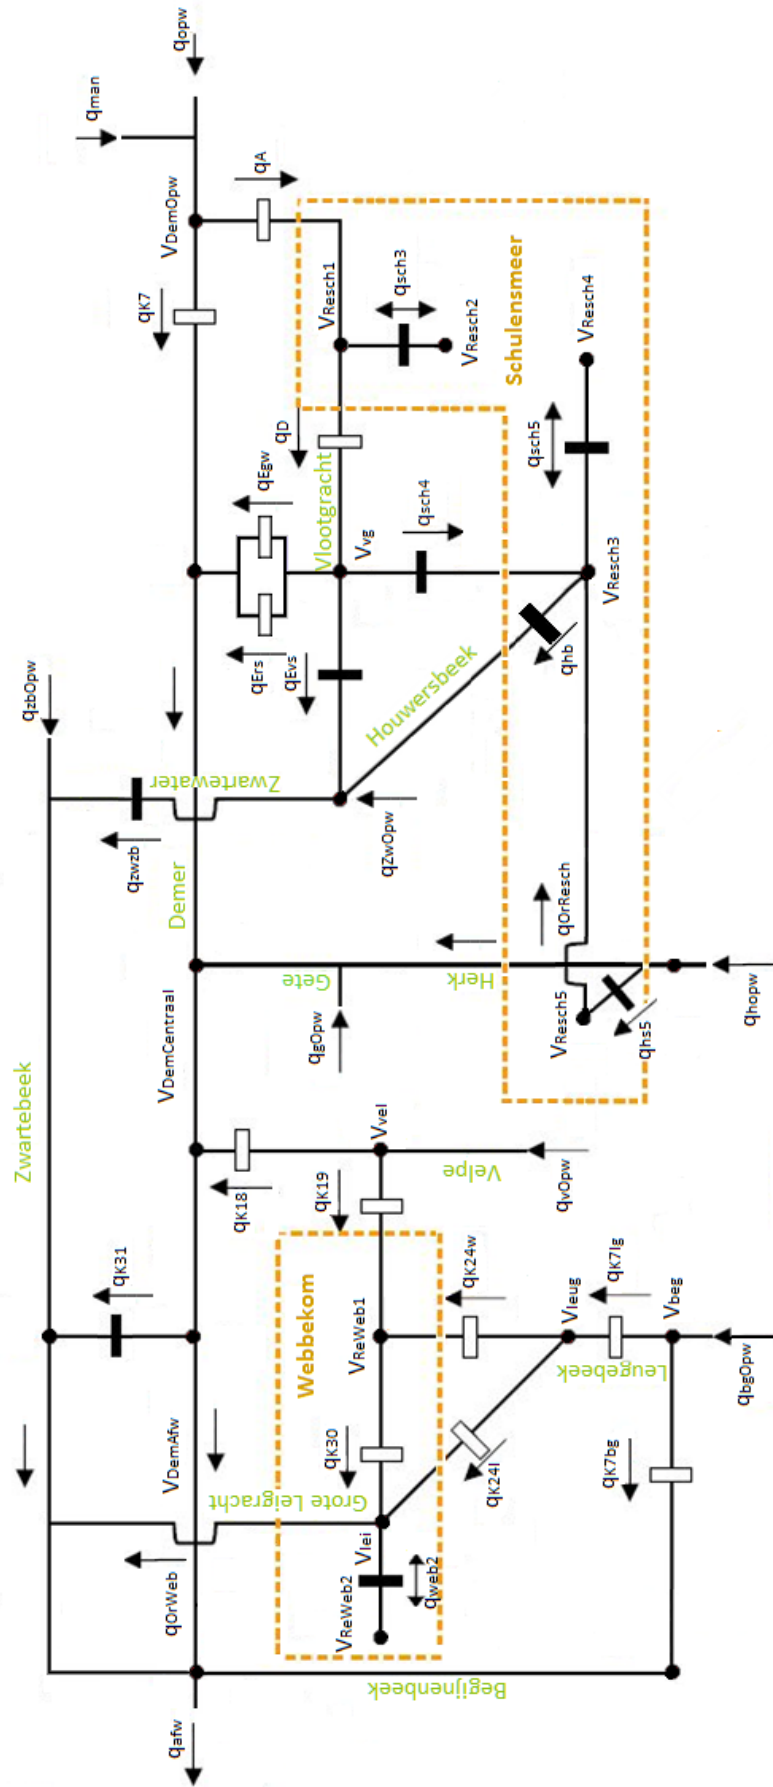 qopw
qman
VDemOpw
qA
qK7
VResch1
qsch3
VResch2
Schulensmeer
VResch4
qsch5
qD
Vlootgracht
qEgw
Vvg
qsch4
VResch3
qErs
qEvs
qhb
Houwersbeek
qzbOpw
Zwartewater
qzwzb
qZwOpw
Demer
qOrResch
Gete
Herk
qgOpw
VResch5
qhs5
qhopw
VDemCentraal
Zwartebeek
Vvel
Velpe
qvOpw
qK18
qK19
qK31
Webbekom
VReWeb1
qK24w
Vleug
qK7lg
Vbeg
Leugebeek
qbgOpw
VDemAfw
qK30
qK24l
qK7bg
Grote Leigracht
Vlei
qOrWeb
VReWeb2
qweb2
Begijnenbeek
qafw